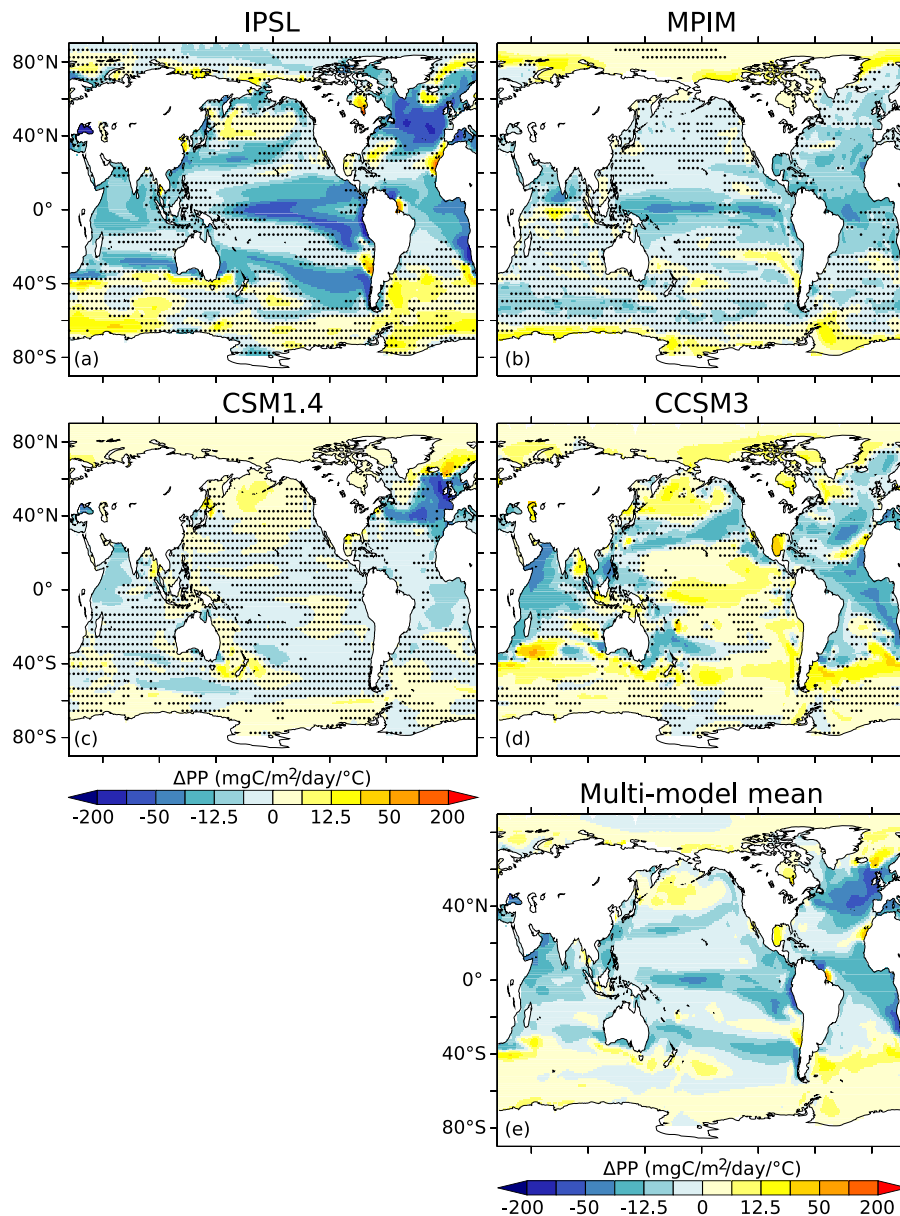 IPSL
MPIM
80°N
40°N
0°
40°S
80°S
(a)
(b)
CSM1.4
CCSM3
80°N
40°N
0°
40°S
80°S
(c)
(d)
ΔPP (mgC/m²/day/°C)
-200 -50 -12.5 0 12.5 50 200
Multi-model mean
40°N
0°
40°S
80°S
(e)
ΔPP (mgC/m²/day/°C)
-200 -50 -12.5 0 12.5 50 200